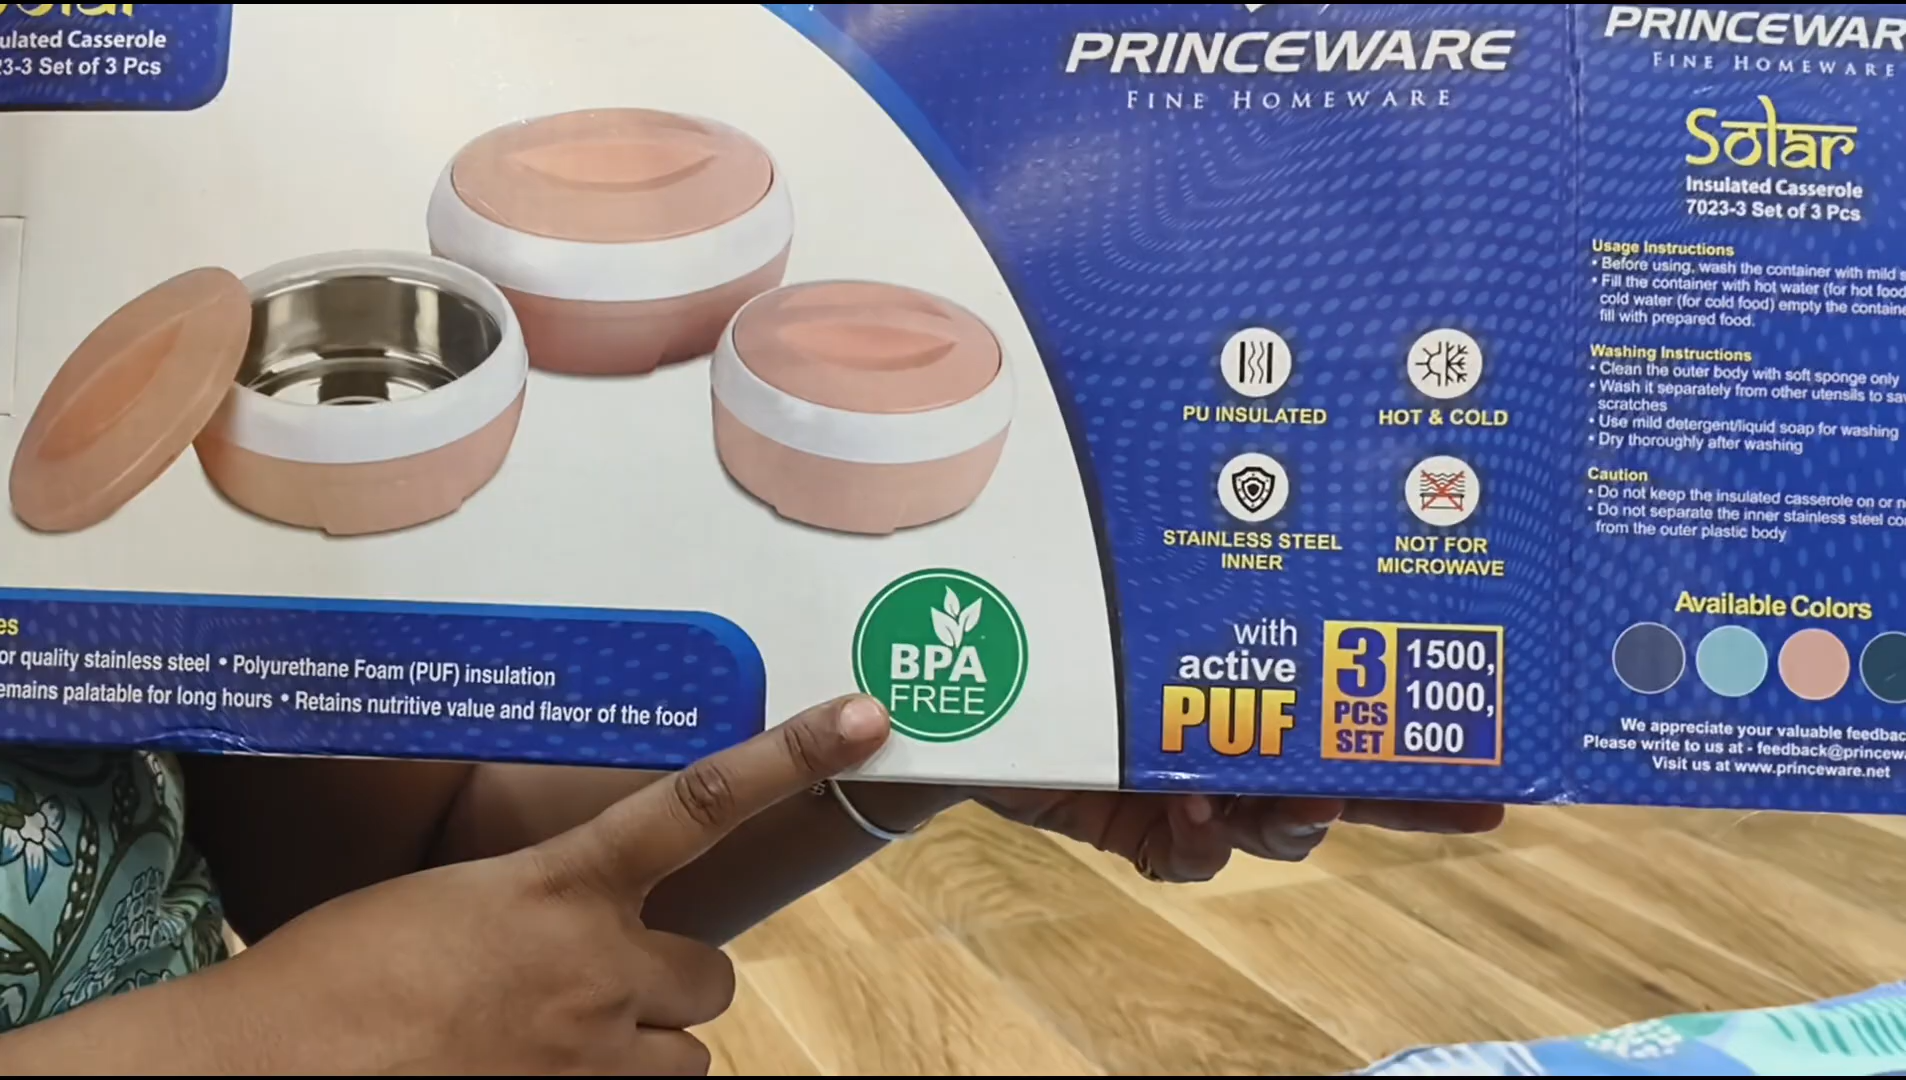 Solar
ulated Casserole
23-3 Set of 3 Pcs
PRINCEWARE
FINE HOMEWARE
PU INSULATED
HOT & COLD
STAINLESS STEEL
INNER
NOT FOR
MICROWAVE
with
active
PUF
3
PCS
SET
1500,
1000,
600
BPA
FREE
es
or quality stainless steel • Polyurethane Foam (PUF) insulation
emains palatable for long hours • Retains nutritive value and flavor of the food
PRINCEWAR
FINE HOMEWARE
Solar
Insulated Casserole
7023-3 Set of 3 Pcs
Usage Instructions
• Before using, wash the container with mild s
• Fill the container with hot water (for hot food
cold water (for cold food) empty the containe
fill with prepared food.
Washing Instructions
• Clean the outer body with soft sponge only
• Wash it separately from other utensils to sav
scratches
• Use mild detergent/liquid soap for washing
• Dry thoroughly after washing
Caution
• Do not keep the insulated casserole on or n
• Do not separate the inner stainless steel co
from the outer plastic body
Available Colors
We appreciate your valuable feedbac
Please write to us at - feedback@princew
Visit us at www.princeware.net